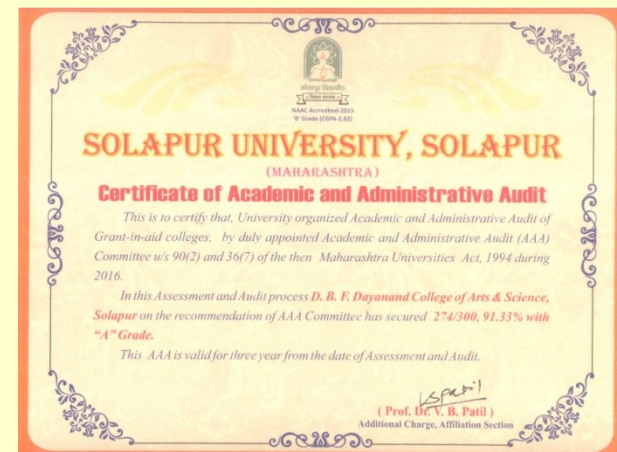 सोलापूर विद्यापीठ
॥ विद्यया संपन्नता ॥
NAAC Accredited-2015
'B' Grade (CGPA-2.62)
SOLAPUR UNIVERSITY, SOLAPUR
(MAHARASHTRA)
Certificate of Academic and Administrative Audit
This is to certify that, University organized Academic and Administrative Audit of
Grant-in-aid colleges, by duly appointed Academic and Administrative Audit (AAA)
Committee u/s 90(2) and 36(7) of the then Maharashtra Universities Act, 1994 during
2016.
In this Assessment and Audit process D. B. F. Dayanand College of Arts & Science,
Solapur on the recommendation of AAA Committee has secured 274/300, 91.33% with
"A" Grade.
This AAA is valid for three year from the date of Assessment and Audit.
( Prof. Dr. V. B. Patil )
Additional Charge, Affiliation Section